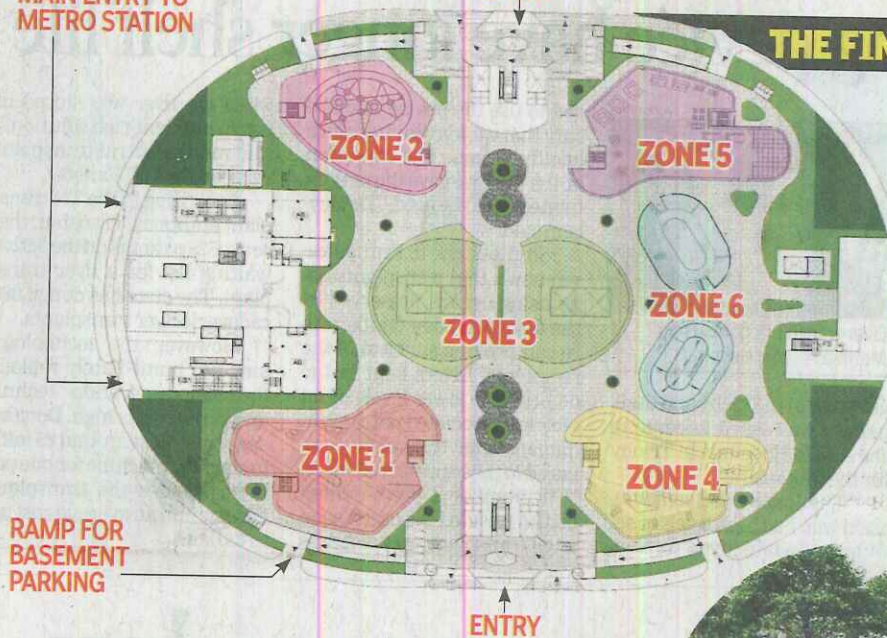 MAIN ENTRY TO
METRO STATION
THE FIN
ZONE 2
ZONE 5
ZONE 3
ZONE 6
ZONE 1
ZONE 4
RAMP FOR
BASEMENT
PARKING
ENTRY